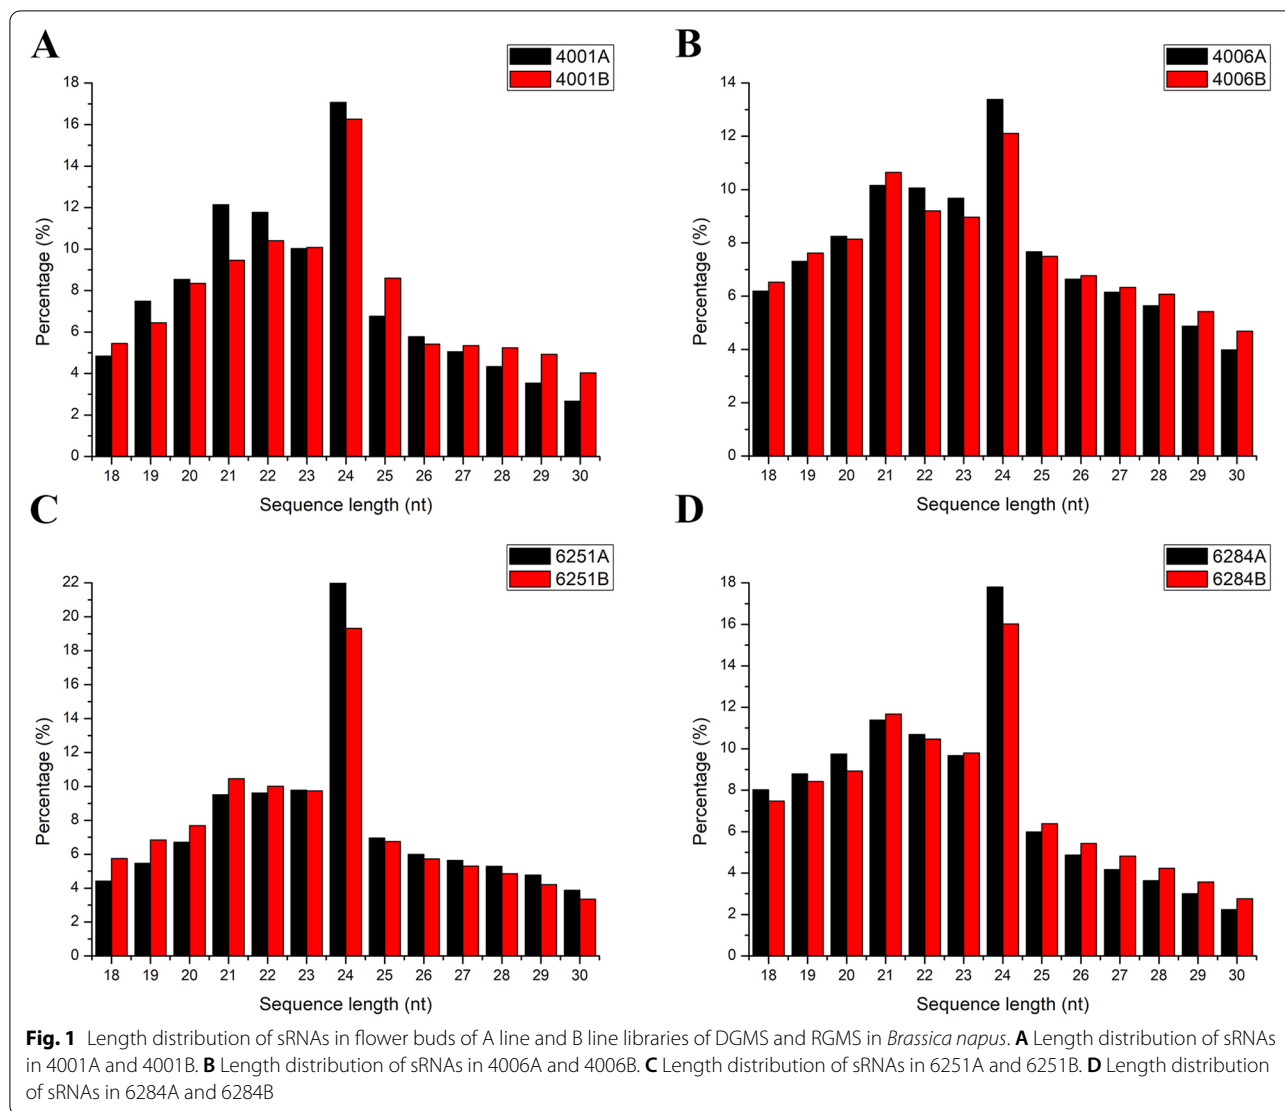 A
4001A
4001B
18
16
14
12
10
8
6
4
2
0
Percentage (%)
18 19 20 21 22 23 24 25 26 27 28 29 30
Sequence length (nt)
B
4006A
4006B
14
12
10
8
6
4
2
0
Percentage (%)
18 19 20 21 22 23 24 25 26 27 28 29 30
Sequence length (nt)
C
6251A
6251B
22
20
18
16
14
12
10
8
6
4
2
0
Percentage (%)
18 19 20 21 22 23 24 25 26 27 28 29 30
Sequence length (nt)
D
6284A
6284B
18
16
14
12
10
8
6
4
2
0
Percentage (%)
18 19 20 21 22 23 24 25 26 27 28 29 30
Sequence length (nt)
Fig. 1 Length distribution of sRNAs in flower buds of A line and B line libraries of DGMS and RGMS in Brassica napus. A Length distribution of sRNAs
in 4001A and 4001B. B Length distribution of sRNAs in 4006A and 4006B. C Length distribution of sRNAs in 6251A and 6251B. D Length distribution
of sRNAs in 6284A and 6284B